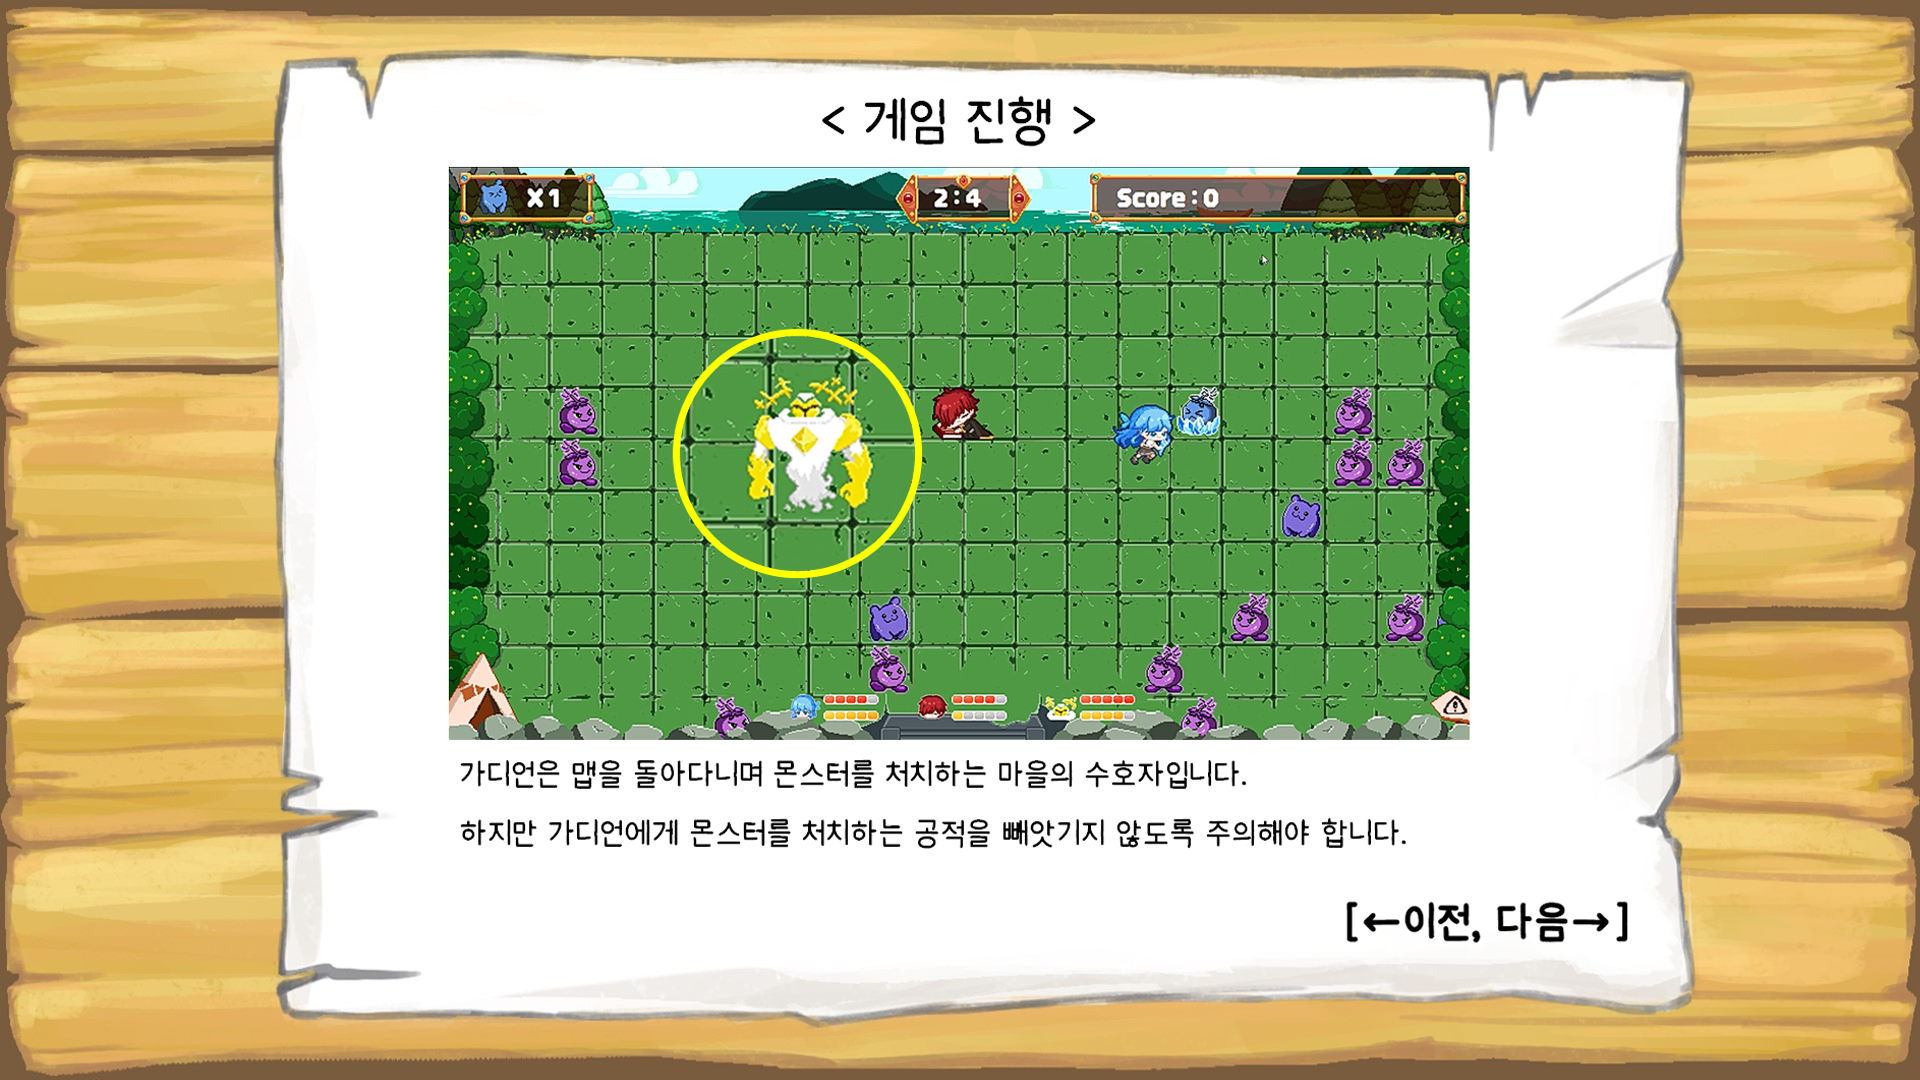 < 게임 진행 >
X1
2:4
Score:0
가디언은 맵을 돌아다니며 몬스터를 처치하는 마을의 수호자입니다.
하지만 가디언에게 몬스터를 처치하는 공적을 빼앗기지 않도록 주의해야 합니다.
[←이전, 다음→]